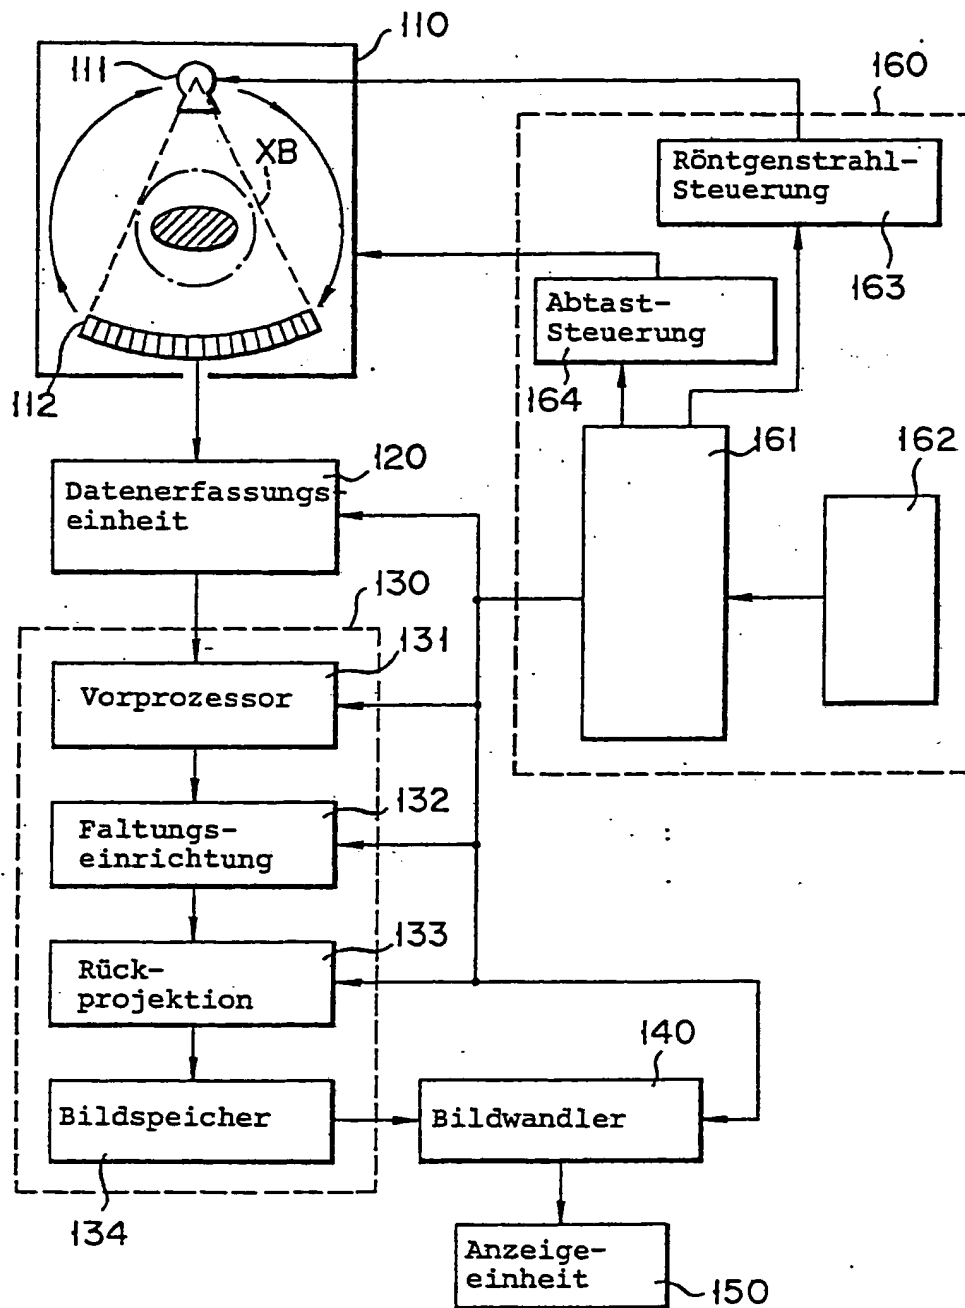 110
111
160
XB
Röntgenstrahl-
Steuerung
163
Abtast-
Steuerung
164
112
161
162
120
Datenerfassungs-
einheit
130
131
Vorprozessor
132
Faltungs-
einrichtung
133
Rück-
projektion
140
Bildspeicher
Bildwandler
134
Anzeige-
einheit
150